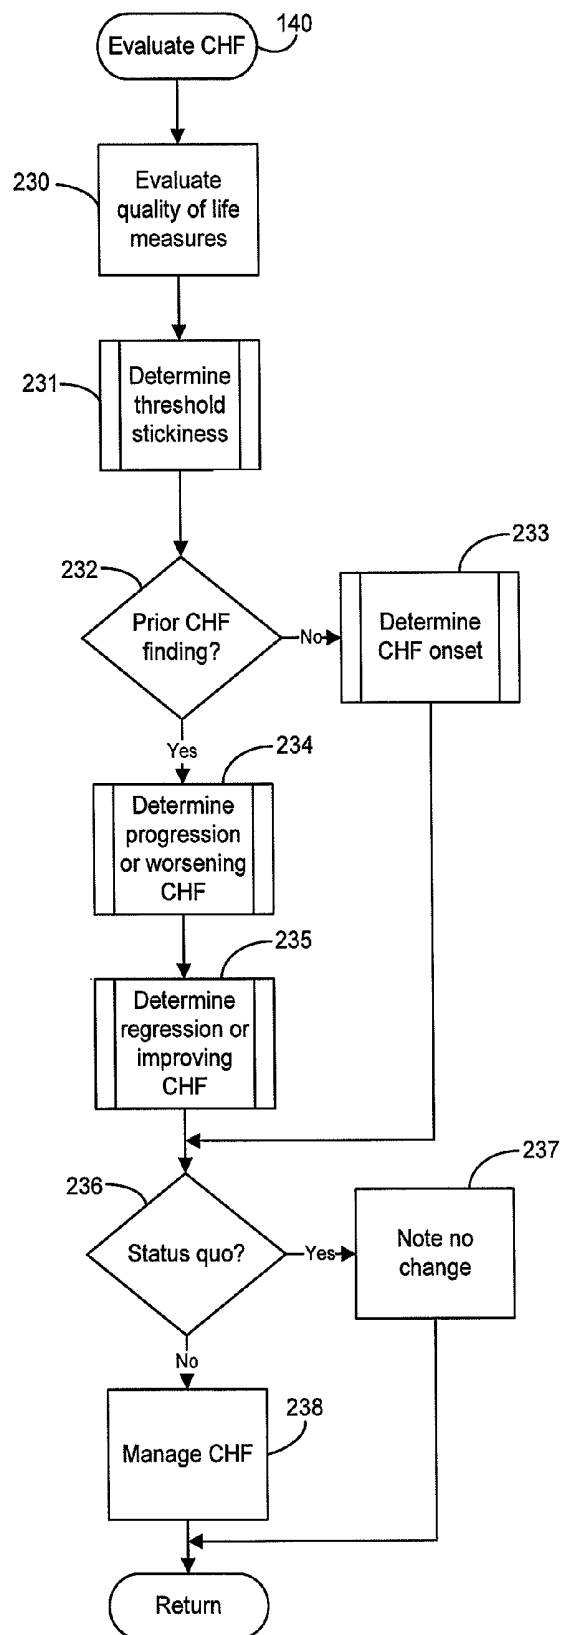 Evaluate CHF
140
230
Evaluate
quality of life
measures
231
Determine
threshold
stickiness
232
Prior CHF
finding?
No
233
Determine
CHF onset
Yes
234
Determine
progression
or worsening
CHF
235
Determine
regression or
improving
CHF
236
Status quo?
Yes
237
Note no
change
No
238
Manage CHF
Return